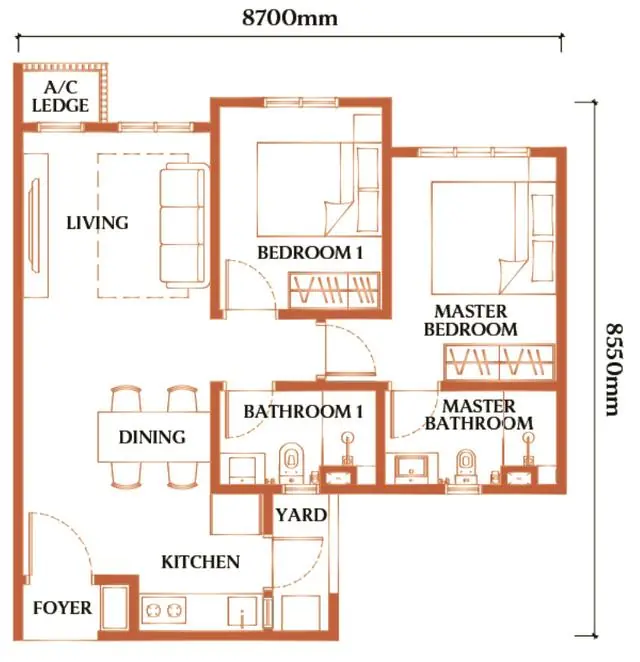 8700mm
A/C
LEDGE
LIVING
BEDROOM 1
MASTER
BEDROOM
8550mm
BATHROOM 1
MASTER
BATHROOM
DINING
YARD
KITCHEN
FOYER